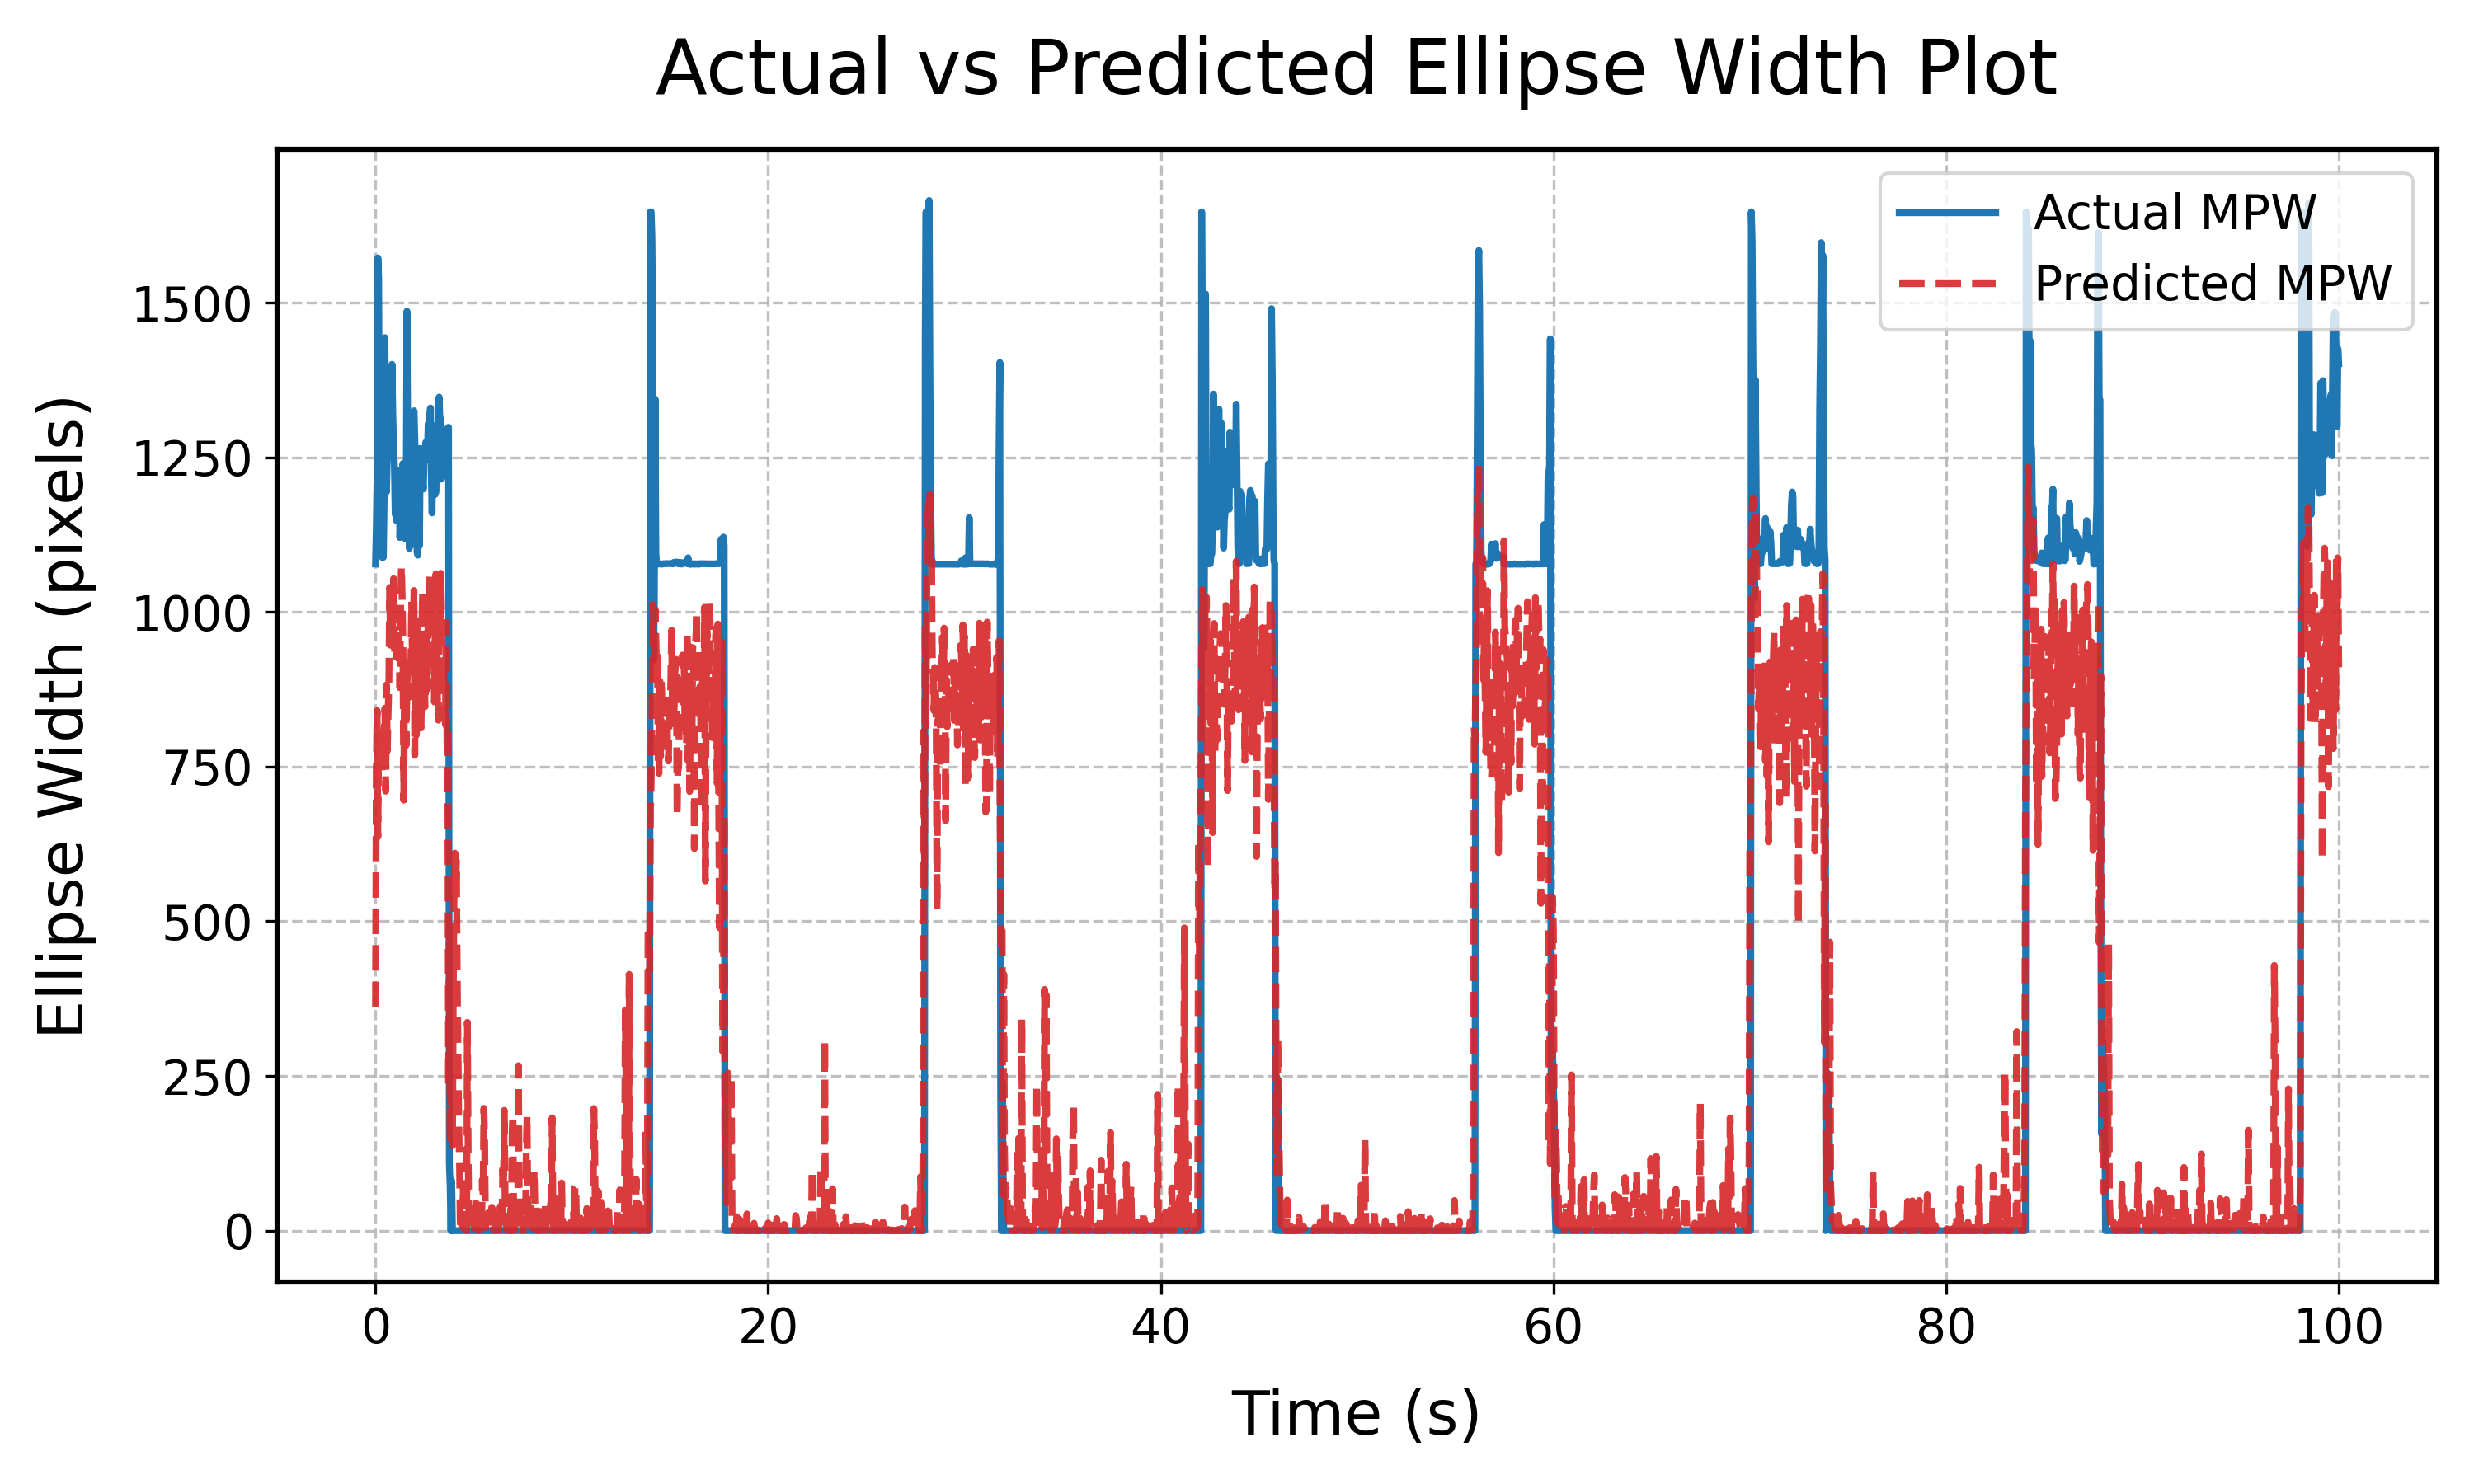 Actual vs Predicted Ellipse Width Plot
Actual MPW
Predicted MPW
Ellipse Width (pixels)
1500
1250
1000
750
500
250
0
0 20 40 60 80 100
Time (s)